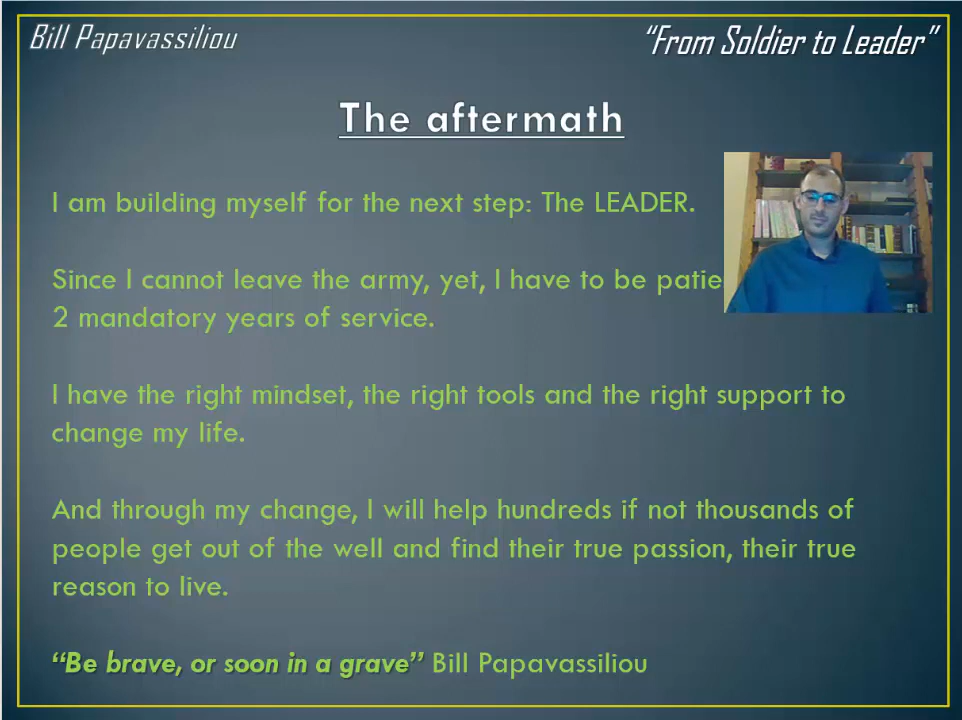 Bill Papavassiliou
“From Soldier to Leader”
The aftermath
I am building myself for the next step: The LEADER.
Since I cannot leave the army, yet, I have to be
2 mandatory years of service.
I have the right mindset, the right tools and the right support to
change my life.
And through my change, I will help hundreds if not thousands of
people get out of the well and find their true passion, their true
reason to live.
“Be brave, or soon in a grave” Bill Papavassiliou